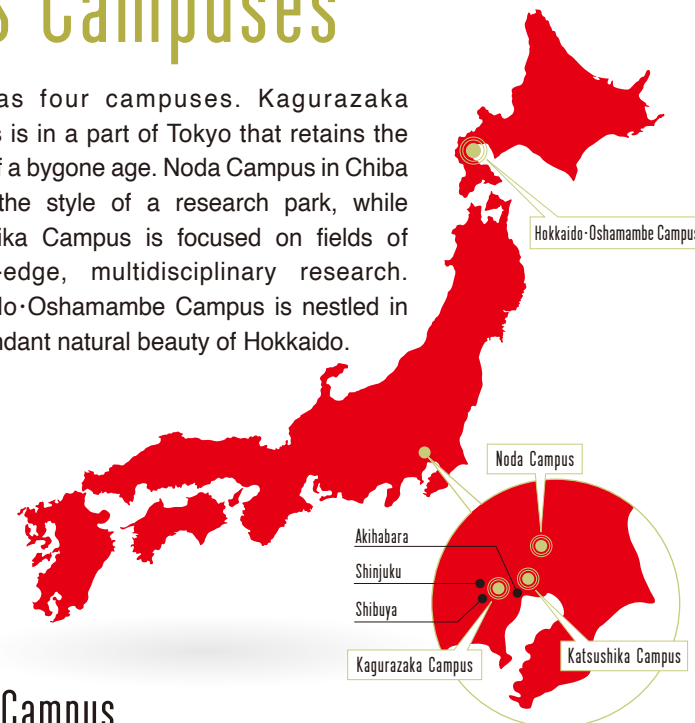 s Campuses
as four campuses. Kagurazaka
s is in a part of Tokyo that retains the
f a bygone age. Noda Campus in Chiba
the style of a research park, while
ika Campus is focused on fields of
-edge, multidisciplinary research.
do･Oshamambe Campus is nestled in
ndant natural beauty of Hokkaido.
Hokkaido･Oshamambe Campus
Noda Campus
Akihabara
Shinjuku
Shibuya
Kagurazaka Campus
Katsushika Campus
Campus